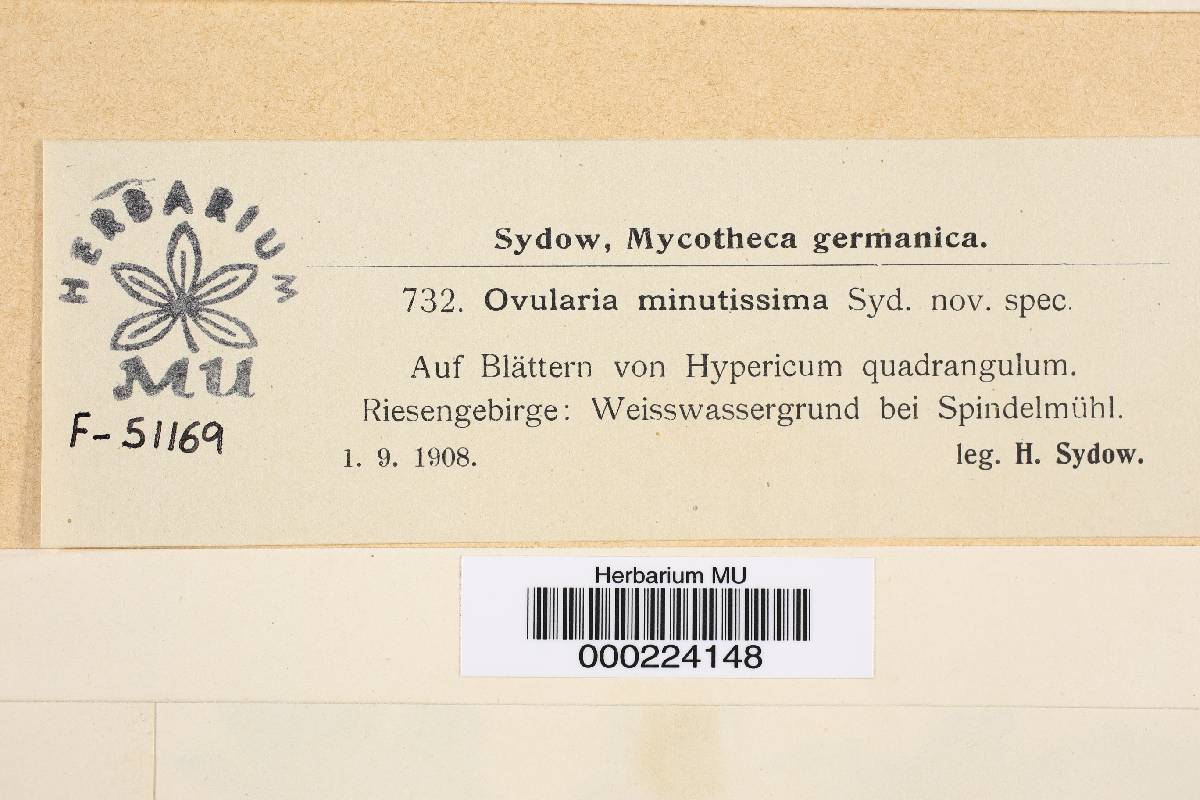 HERBARIUM
MU
F-51169
Sydow, Mycotheca germanica.
732. Ovularia minutissima Syd. nov. spec.
Auf Blättern von Hypericum quadrangulum.
Riesengebirge: Weisswassergrund bei Spindelmühl.
1. 9. 1908. leg. H. Sydow.
Herbarium MU
000224148